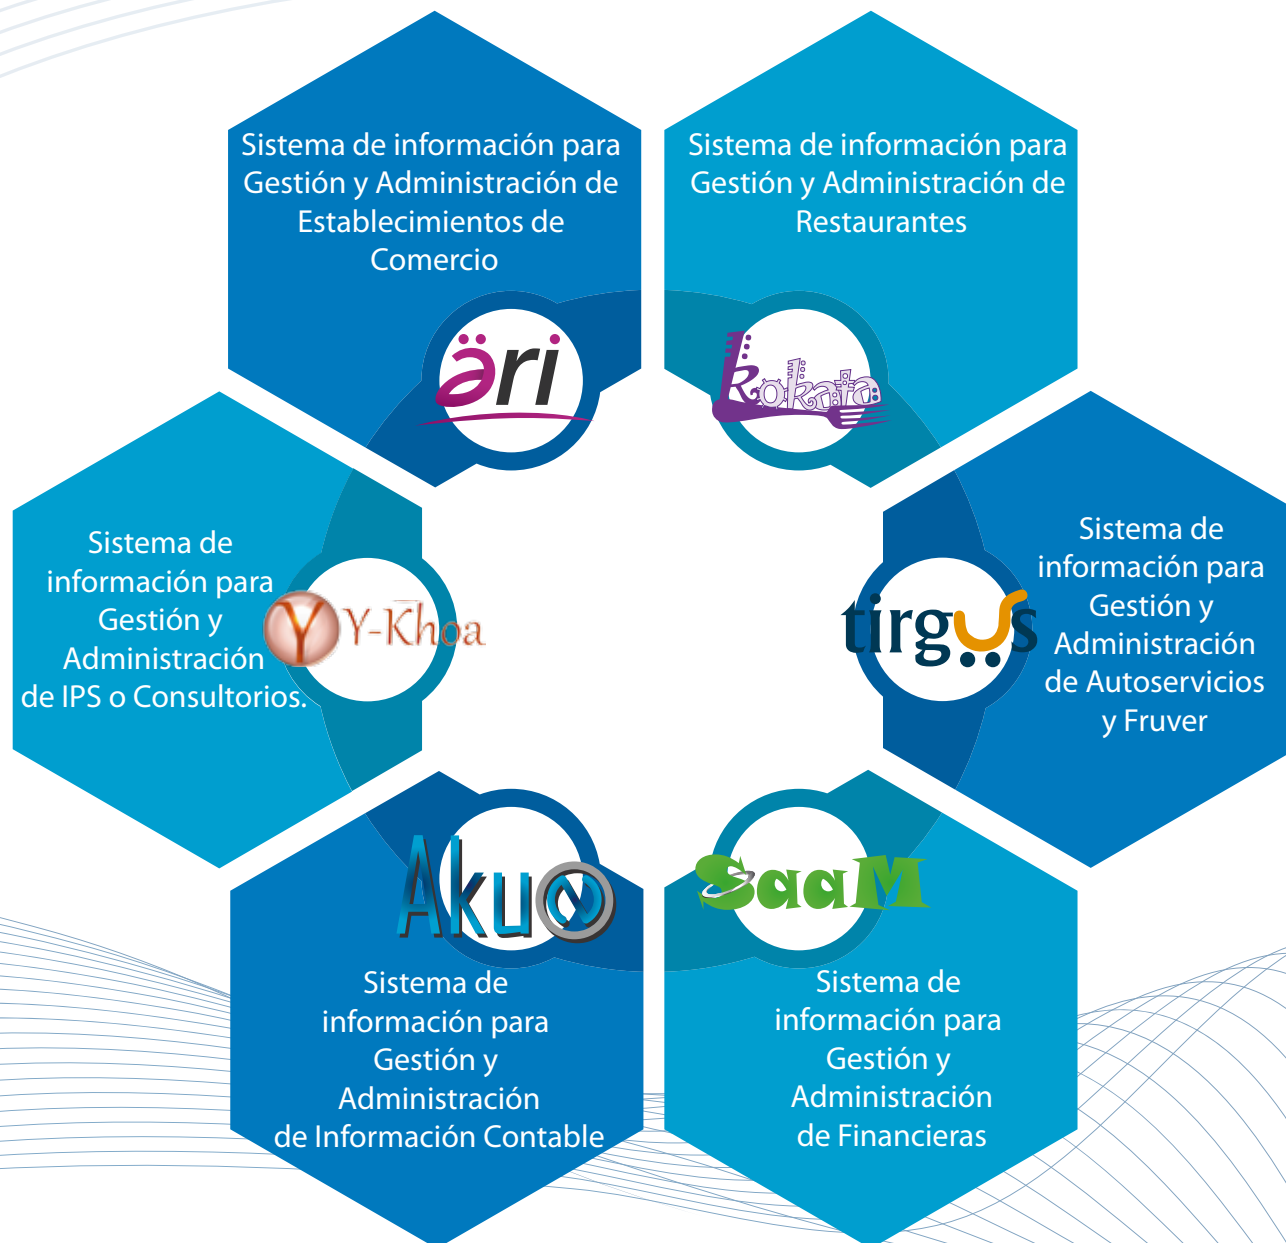 Sistema de información para
Gestión y Administración de
Establecimientos de
Comercio
äri
Sistema de información para
Gestión y Administración de
Restaurantes
kokata
Sistema de
información para
Gestión y
Administración
de IPS o Consultorios.
Y Y-Khoa
tirgus
Sistema de
información para
Gestión y
Administración
de Autoservicios
y Fruver
Aku@
Sistema de
información para
Gestión y
Administración
de Información Contable
SaaM
Sistema de
información para
Gestión y
Administración
de Financieras